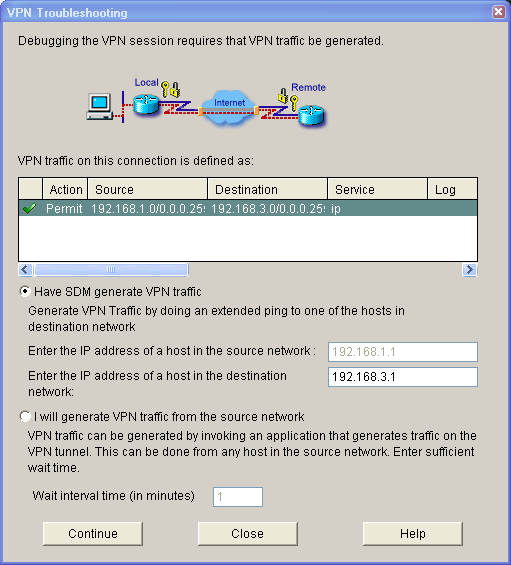 VPN Troubleshooting
Debugging the VPN session requires that VPN traffic be generated.
Local
Remote
Internet
VPN traffic on this connection is defined as:
Action Source Destination Service Log
Permit 192.168.1.0/0.0.0.25 192.168.3.0/0.0.0.25 ip
Have SDM generate VPN traffic
Generate VPN Traffic by doing an extended ping to one of the hosts in
destination network
Enter the IP address of a host in the source network : 192.168.1.1
Enter the IP address of a host in the destination
network: 192.168.3.1
I will generate VPN traffic from the source network
VPN traffic can be generated by invoking an application that generates traffic on the
VPN tunnel. This can be done from any host in the source network. Enter sufficient
wait time.
Wait interval time (in minutes) 1
Continue Close Help